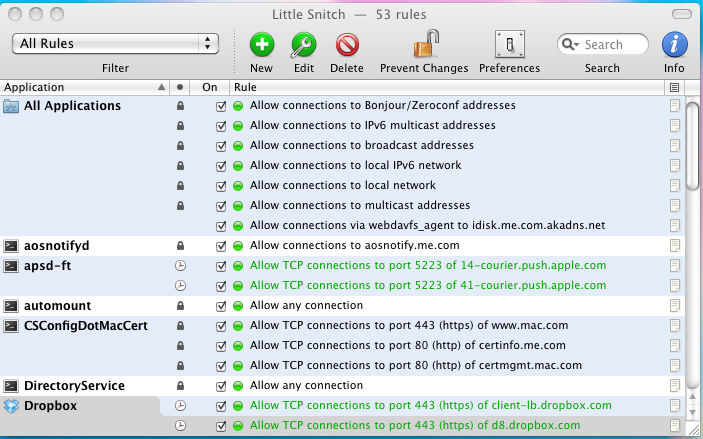 Little Snitch — 53 rules
All Rules
Search
Filter
New
Edit
Delete
Prevent Changes
Preferences
Search
Info
Application
On
Rule
All Applications
Allow connections to Bonjour/Zeroconf addresses
Allow connections to IPv6 multicast addresses
Allow connections to broadcast addresses
Allow connections to local IPv6 network
Allow connections to local network
Allow connections to multicast addresses
Allow connections via webdavfs_agent to idisk.me.com.akadns.net
aosnotifyd
Allow connections to aosnotify.me.com
apsd-ft
Allow TCP connections to port 5223 of 14-courier.push.apple.com
Allow TCP connections to port 5223 of 41-courier.push.apple.com
automount
Allow any connection
CSConfigDotMacCert
Allow TCP connections to port 443 (https) of www.mac.com
Allow TCP connections to port 80 (http) of certinfo.me.com
Allow TCP connections to port 80 (http) of certmgmt.mac.com
DirectoryService
Allow any connection
Dropbox
Allow TCP connections to port 443 (https) of client-lb.dropbox.com
Allow TCP connections to port 443 (https) of d8.dropbox.com